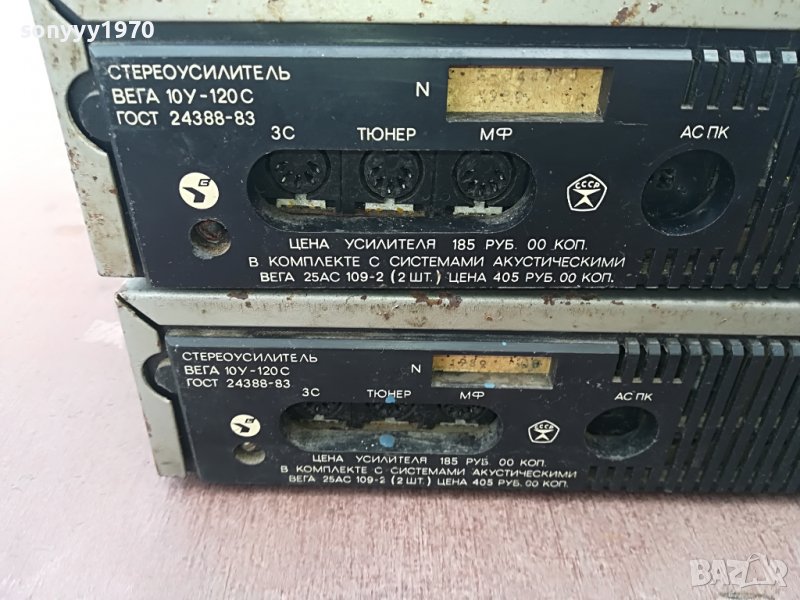 sonyyy1970
СТЕРЕОУСИЛИТЕЛЬ
ВЕГА 10У-120С
ГОСТ 24388-83
N
ЗС ТЮНЕР МФ АС ПК
СССР
ЦЕНА УСИЛИТЕЛЯ 185 РУБ. 00 КОП.
В КОМПЛЕКТЕ С СИСТЕМАМИ АКУСТИЧЕСКИМИ
ВЕГА 25АС 109-2 (2 ШТ.) ЦЕНА 405 РУБ. 00 КОП.
СТЕРЕОУСИЛИТЕЛЬ
ВЕГА 10У-120С
ГОСТ 24388-83
N
ЗС ТЮНЕР МФ АС ПК
СССР
ЦЕНА УСИЛИТЕЛЯ 185 РУБ 00 КОП.
В КОМПЛЕКТЕ С СИСТЕМАМИ АКУСТИЧЕСКИМИ
ВЕГА 25АС 109-2 (2 ШТ.) ЦЕНА 405 РУБ. 00 КОП.
BAZAR